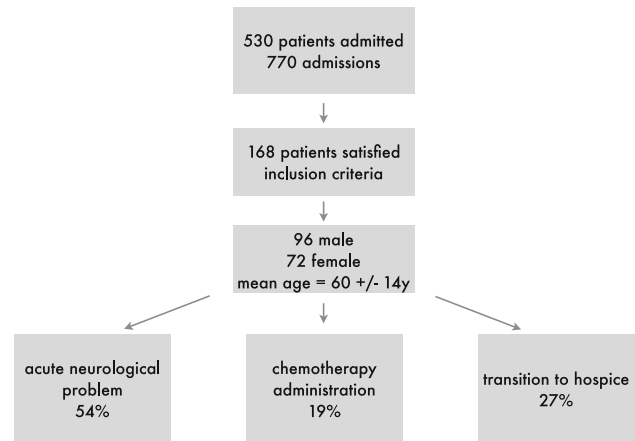 530 patients admitted
770 admissions
168 patients satisfied
inclusion criteria
96 male
72 female
mean age = 60 +/- 14y
acute neurological
problem
54%
chemotherapy
administration
19%
transition to hospice
27%